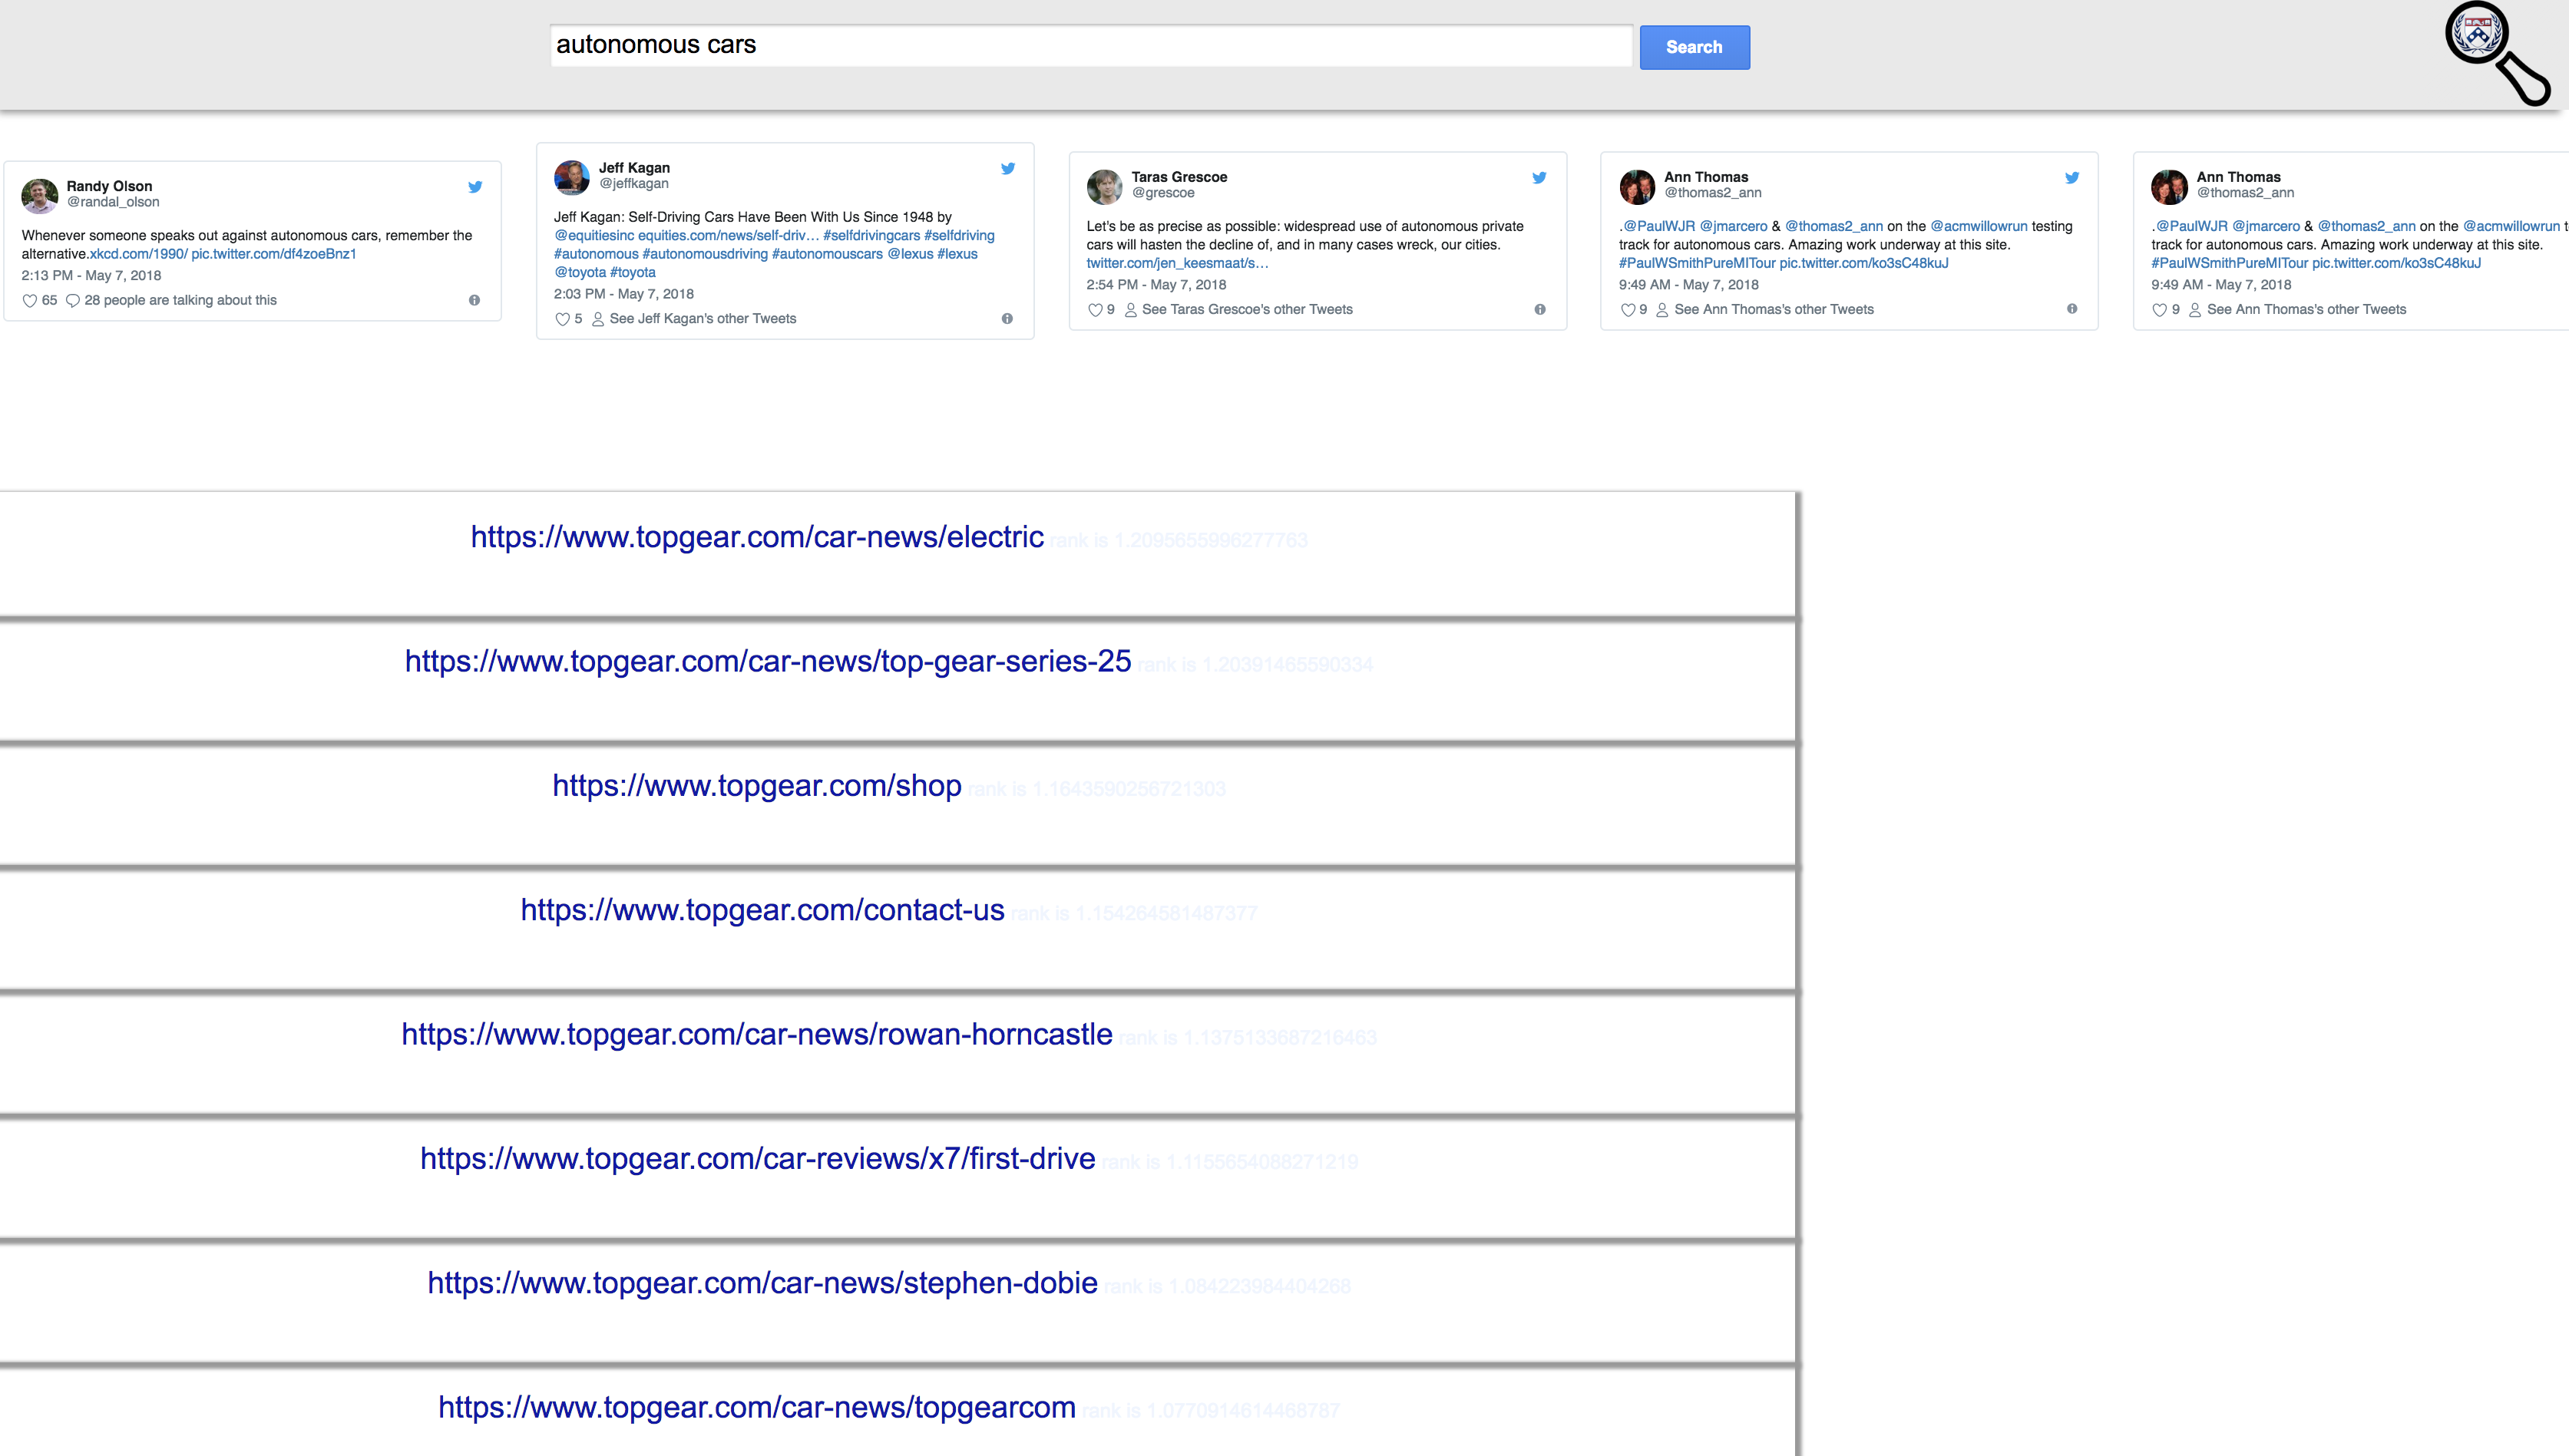 autonomous cars
Search
Randy Olson
@randal_olson
Whenever someone speaks out against autonomous cars, remember the
alternative.xkcd.com/1990/ pic.twitter.com/df4zoeBnz1
2:13 PM - May 7, 2018
65 28 people are talking about this
Jeff Kagan
@jeffkagan
Jeff Kagan: Self-Driving Cars Have Been With Us Since 1948 by
@equitiesinc equities.com/news/self-driv… #selfdrivingcars #selfdriving
#autonomous #autonomousdriving #autonomouscars @lexus #lexus
@toyota #toyota
2:03 PM - May 7, 2018
5 See Jeff Kagan's other Tweets
Taras Grescoe
@grescoe
Let's be as precise as possible: widespread use of autonomous private
cars will hasten the decline of, and in many cases wreck, our cities.
twitter.com/jen_keesmaat/s…
2:54 PM - May 7, 2018
9 See Taras Grescoe's other Tweets
Ann Thomas
@thomas2_ann
.@PaulWJR @jmarcero & @thomas2_ann on the @acmwillowrun testing
track for autonomous cars. Amazing work underway at this site.
#PaulWSmithPureMITour pic.twitter.com/ko3sC48kuJ
9:49 AM - May 7, 2018
9 See Ann Thomas's other Tweets
Ann Thomas
@thomas2_ann
.@PaulWJR @jmarcero & @thomas2_ann on the @acmwillowrun t
track for autonomous cars. Amazing work underway at this site.
#PaulWSmithPureMITour pic.twitter.com/ko3sC48kuJ
9:49 AM - May 7, 2018
9 See Ann Thomas's other Tweets
https://www.topgear.com/car-news/electric rank is 1.2095655996277763
https://www.topgear.com/car-news/top-gear-series-25 rank is 1.20391465590334
https://www.topgear.com/shop rank is 1.1643590256721303
https://www.topgear.com/contact-us rank is 1.154264581487377
https://www.topgear.com/car-news/rowan-horncastle rank is 1.1375133687216463
https://www.topgear.com/car-reviews/x7/first-drive rank is 1.1155654088271219
https://www.topgear.com/car-news/stephen-dobie rank is 1.084223984404268
https://www.topgear.com/car-news/topgearcom rank is 1.0770914614468787